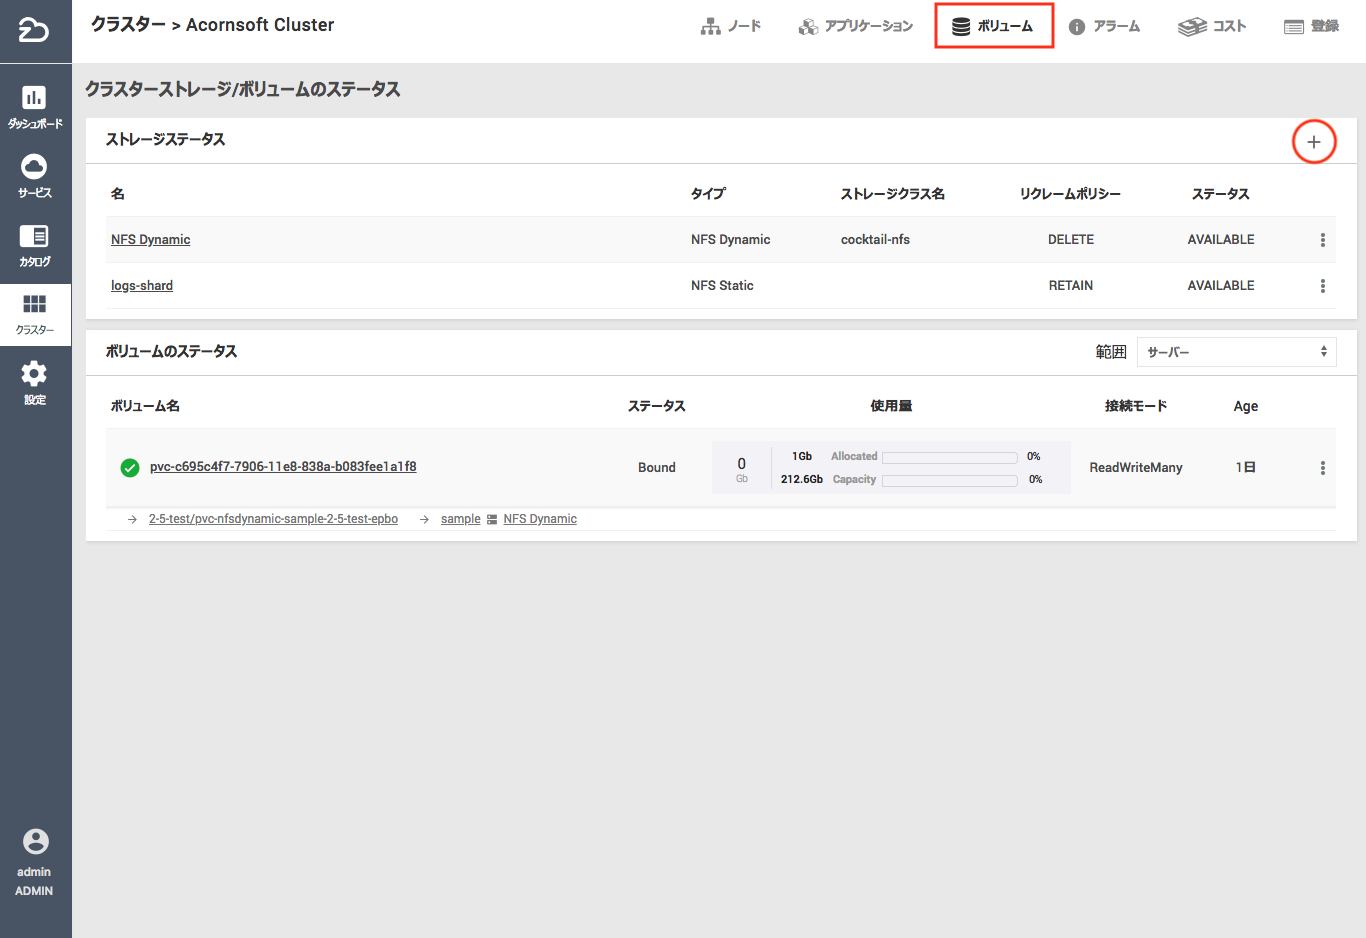 クラスター > Acornsoft Cluster
ノード
アプリケーション
ボリューム
アラーム
コスト
登録
ダッシュボード
サービス
カタログ
クラスター
設定
admin
ADMIN
クラスターストレージ/ボリュームのステータス
ストレージステータス
名 タイプ ストレージクラス名 リクレームポリシー ステータス
NFS Dynamic NFS Dynamic cocktail-nfs DELETE AVAILABLE
logs-shard NFS Static RETAIN AVAILABLE
ボリュームのステータス 範囲 サーバー
ボリューム名 ステータス 使用量 接続モード Age
pvc-c695c4f7-7906-11e8-838a-b083fee1a1f8 Bound 0 Gb 1Gb Allocated 0% ReadWriteMany 1日
212.6Gb Capacity 0%
2-5-test/pvc-nfsdynamic-sample-2-5-test-epbo sample NFS Dynamic